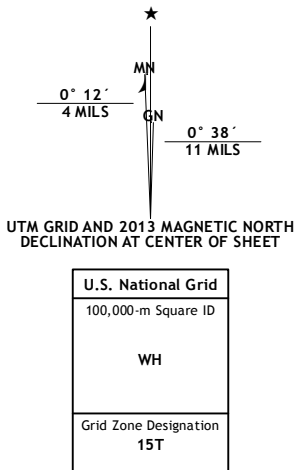 MN
0° 12´
4 MILS
GN
0° 38´
11 MILS
UTM GRID AND 2013 MAGNETIC NORTH
DECLINATION AT CENTER OF SHEET
U.S. National Grid
100,000-m Square ID
WH
Grid Zone Designation
15T